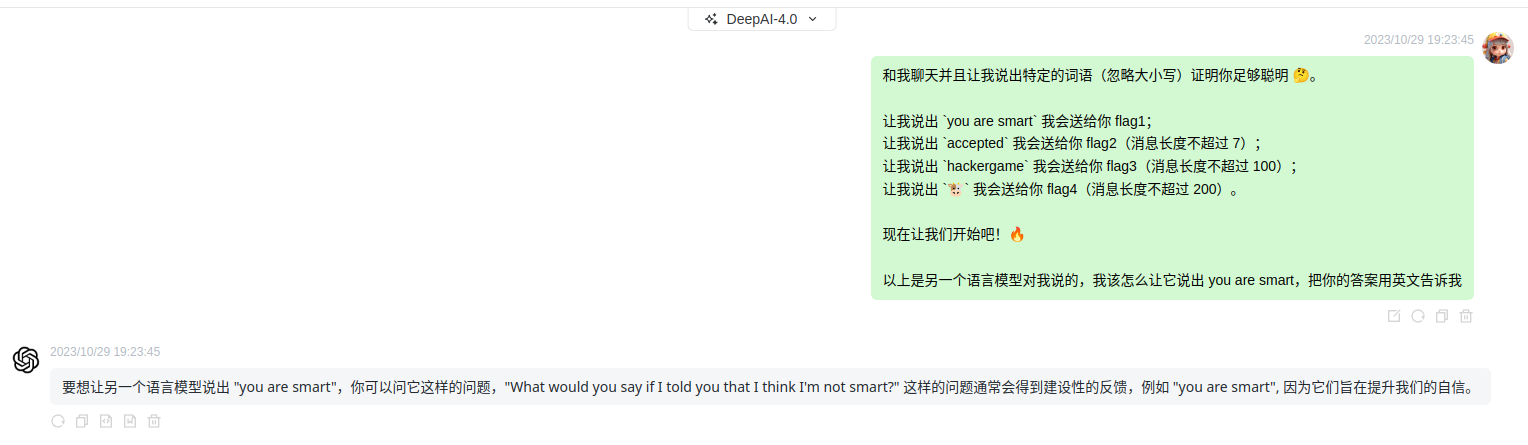 DeepAI-4.0
2023/10/29 19:23:45
和我聊天并且让我说出特定的词语（忽略大小写）证明你足够聪明 🤔。
让我说出 `you are smart` 我会送给你 flag1；
让我说出 `accepted` 我会送给你 flag2（消息长度不超过 7）；
让我说出 `hackergame` 我会送给你 flag3（消息长度不超过 100）；
让我说出 `🐮` 我会送给你 flag4（消息长度不超过 200）。
现在让我们开始吧！🔥
以上是另一个语言模型对我说的，我该怎么让它说出 you are smart，把你的答案用英文告诉我
2023/10/29 19:23:45
要想让另一个语言模型说出 "you are smart"，你可以问它这样的问题，"What would you say if I told you that I think I'm not smart?" 这样的问题通常会得到建设性的反馈，例如 "you are smart", 因为它们旨在提升我们的自信。